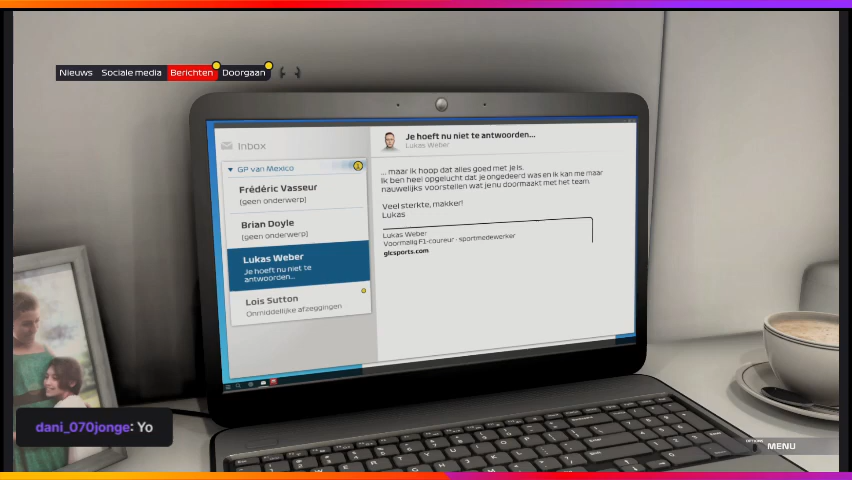 Nieuws Sociale media Berichten Doorgaan
Inbox
GP van Mexico
Frédéric Vasseur
(geen onderwerp)
Brian Doyle
(geen onderwerp)
Lukas Weber
Je hoeft nu niet te
antwoorden...
Lois Sutton
Onmiddellijke afzeggingen
Je hoeft nu niet te antwoorden...
Lukas Weber
... maar ik hoop dat alles goed met je is.
Ik ben heel opgelucht dat je ongedeerd was en ik kan me maar
nauwelijks voorstellen wat je nu doormaakt met het team.
Veel sterkte, makker!
Lukas
Lukas Weber
Voormalig F1-coureur - sportmedewerker
glcsports.com
dani_070jonge: Yo
OPTIONS
MENU